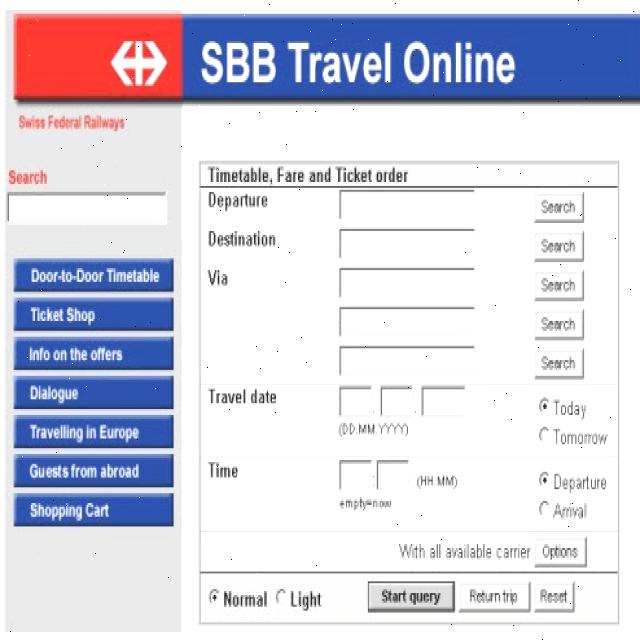 SBB Travel Online
Swiss Federal Railways
Search
Door-to-Door Timetable
Ticket Shop
Info on the offers
Dialogue
Travelling in Europe
Guests from abroad
Shopping Cart
Timetable, Fare and Ticket order
Departure Search
Destination Search
Via Search
Search
Search
Travel date . . Today
(DD.MM.YYYY) Tomorrow
Time : (HH:MM) Departure
empty=now Arrival
With all available carrier Options
Normal Light Start query Return trip Reset